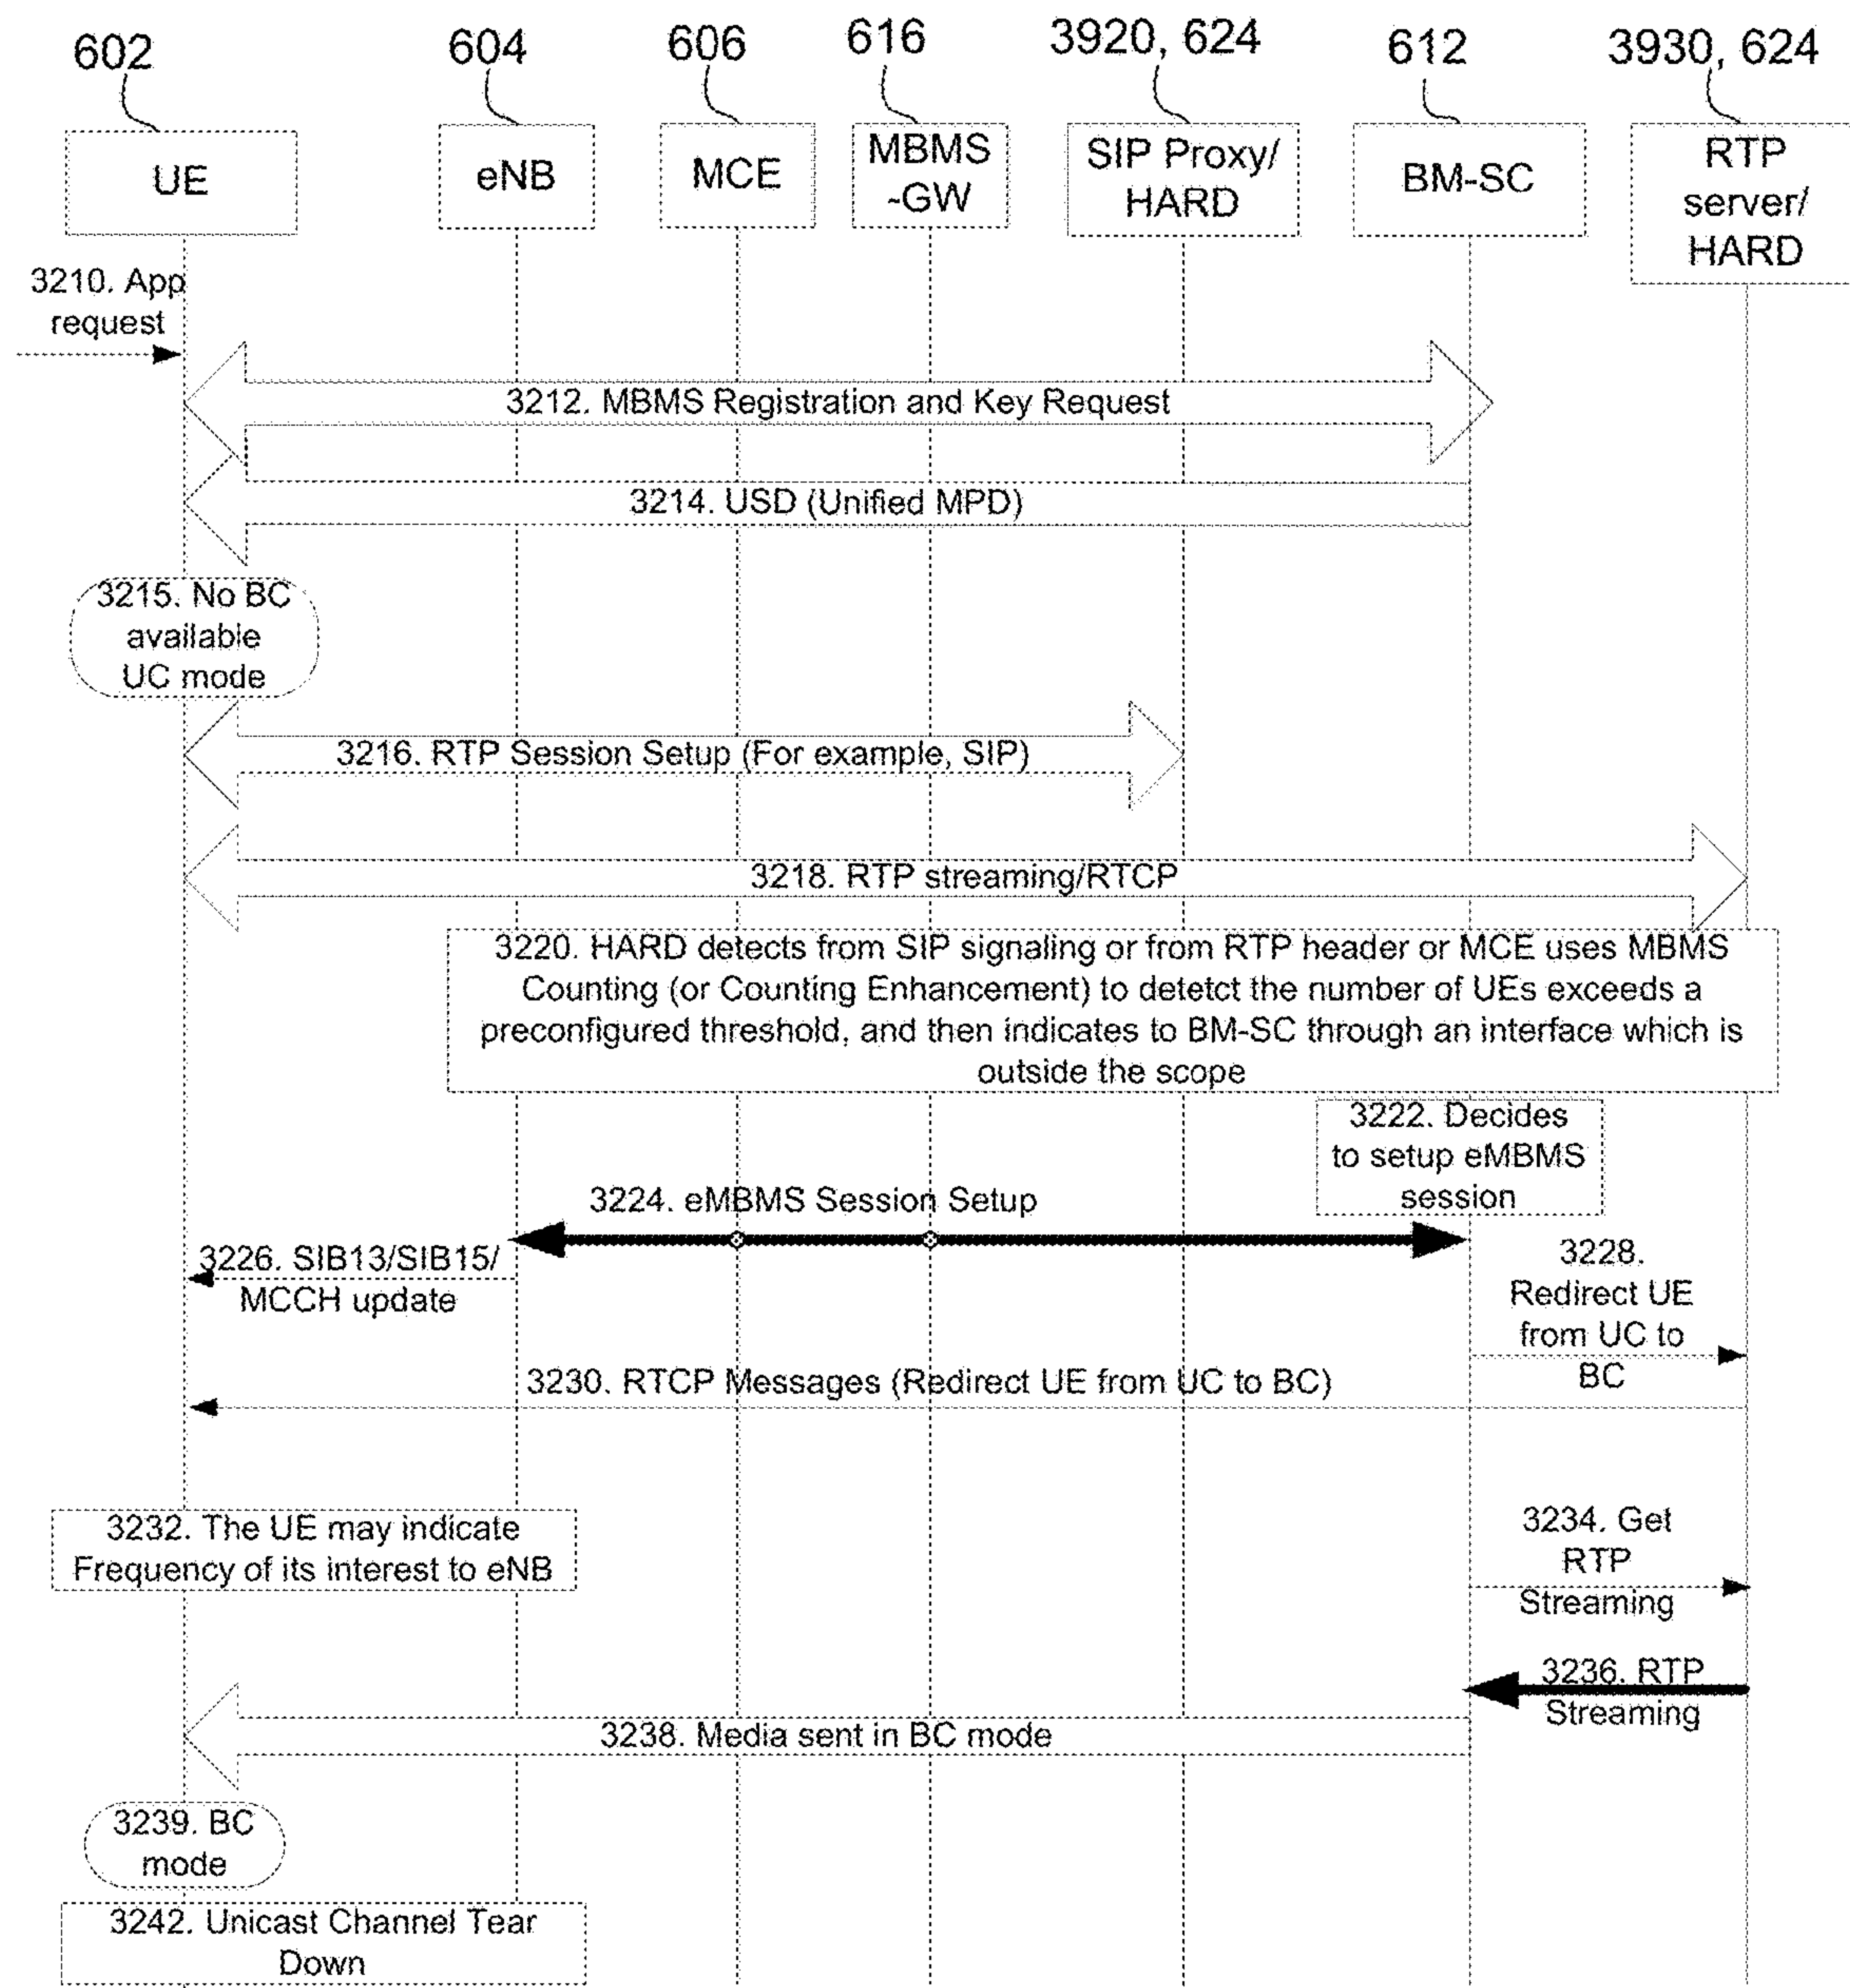 602
604
606
616
3920, 624
612
3930, 624
UE
eNB
MCE
MBMS
-GW
SIP Proxy/
HARD
BM-SC
RTP
server/
HARD
3210. App
request
3212. MBMS Registration and Key Request
3214. USD (Unified MPD)
3215. No BC
available
UC mode
3216. RTP Session Setup (For example, SIP)
3218. RTP streaming/RTCP
3220. HARD detects from SIP signaling or from RTP header or MCE uses MBMS
Counting (or Counting Enhancement) to detetct the number of UEs exceeds a
preconfigured threshold, and then indicates to BM-SC through an interface which is
outside the scope
3222. Decides
to setup eMBMS
session
3224. eMBMS Session Setup
3226. SIB13/SIB15/
MCCH update
3228.
Redirect UE
from UC to
BC
3230. RTCP Messages (Redirect UE from UC to BC)
3232. The UE may indicate
Frequency of its interest to eNB
3234. Get
RTP
Streaming
3236. RTP
Streaming
3238. Media sent in BC mode
3239. BC
mode
3242. Unicast Channel Tear
Down